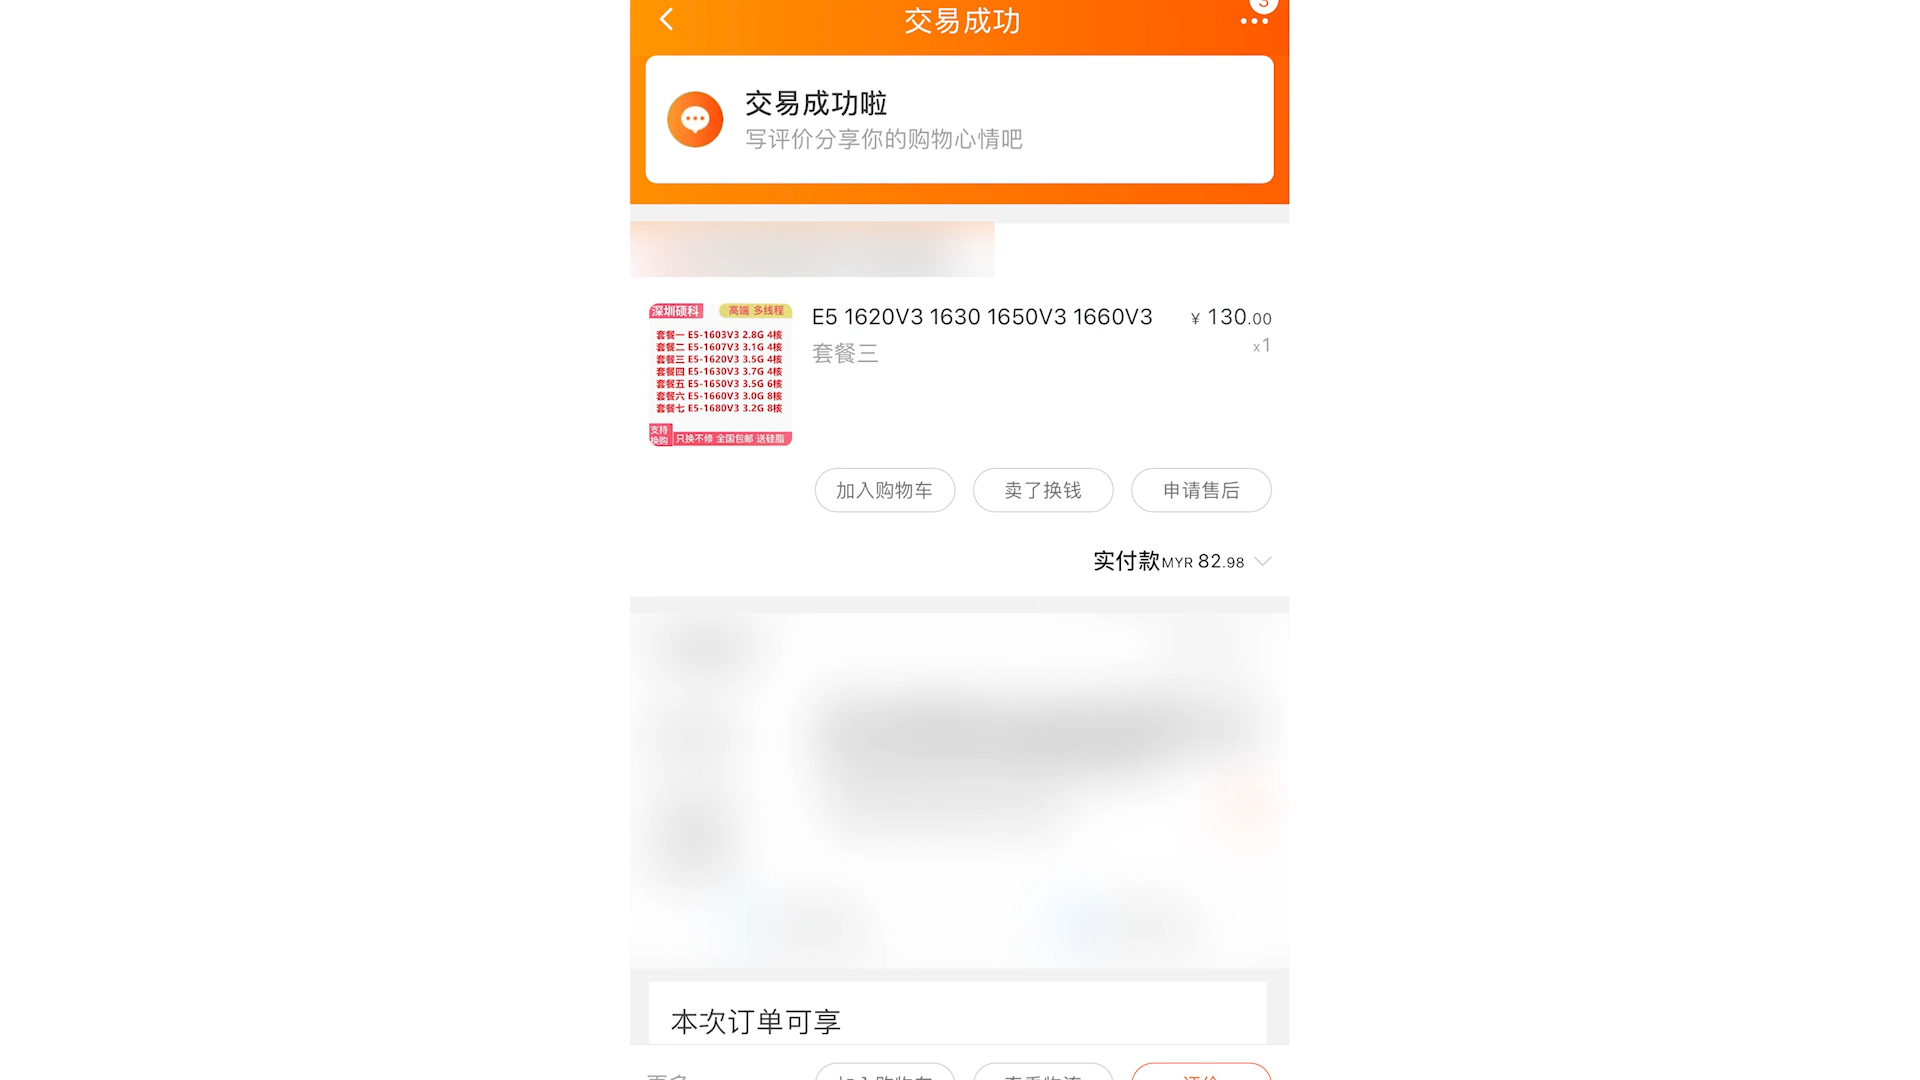 交易成功
交易成功啦
写评价分享你的购物心情吧
深圳硕科
高端 多线程
套餐一 E5-1603V3 2.8G 4核
套餐二 E5-1607V3 3.1G 4核
套餐三 E5-1620V3 3.5G 4核
套餐四 E5-1630V3 3.7G 4核
套餐五 E5-1650V3 3.5G 6核
套餐六 E5-1660V3 3.0G 8核
套餐七 E5-1680V3 3.2G 8核
支持
换购
只换不修 全国包邮 送硅脂
E5 1620V3 1630 1650V3 1660V3
¥ 130.00
套餐三
x1
加入购物车
卖了换钱
申请售后
实付款MYR 82.98
本次订单可享